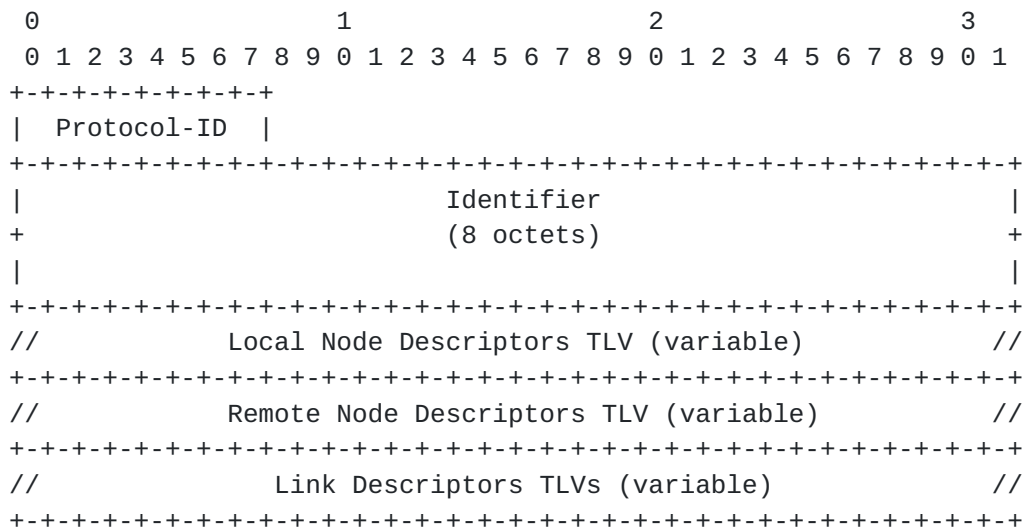 0                   1                   2                   3
 0 1 2 3 4 5 6 7 8 9 0 1 2 3 4 5 6 7 8 9 0 1 2 3 4 5 6 7 8 9 0 1
+-+-+-+-+-+-+-+-+
|  Protocol-ID  |
+-+-+-+-+-+-+-+-+-+-+-+-+-+-+-+-+-+-+-+-+-+-+-+-+-+-+-+-+-+-+-+-+
|                           Identifier                          |
+                           (8 octets)                          +
|                                                               |
+-+-+-+-+-+-+-+-+-+-+-+-+-+-+-+-+-+-+-+-+-+-+-+-+-+-+-+-+-+-+-+-+
//            Local Node Descriptors TLV (variable)            //
+-+-+-+-+-+-+-+-+-+-+-+-+-+-+-+-+-+-+-+-+-+-+-+-+-+-+-+-+-+-+-+-+
//            Remote Node Descriptors TLV (variable)           //
+-+-+-+-+-+-+-+-+-+-+-+-+-+-+-+-+-+-+-+-+-+-+-+-+-+-+-+-+-+-+-+-+
//               Link Descriptors TLVs (variable)              //
+-+-+-+-+-+-+-+-+-+-+-+-+-+-+-+-+-+-+-+-+-+-+-+-+-+-+-+-+-+-+-+-+